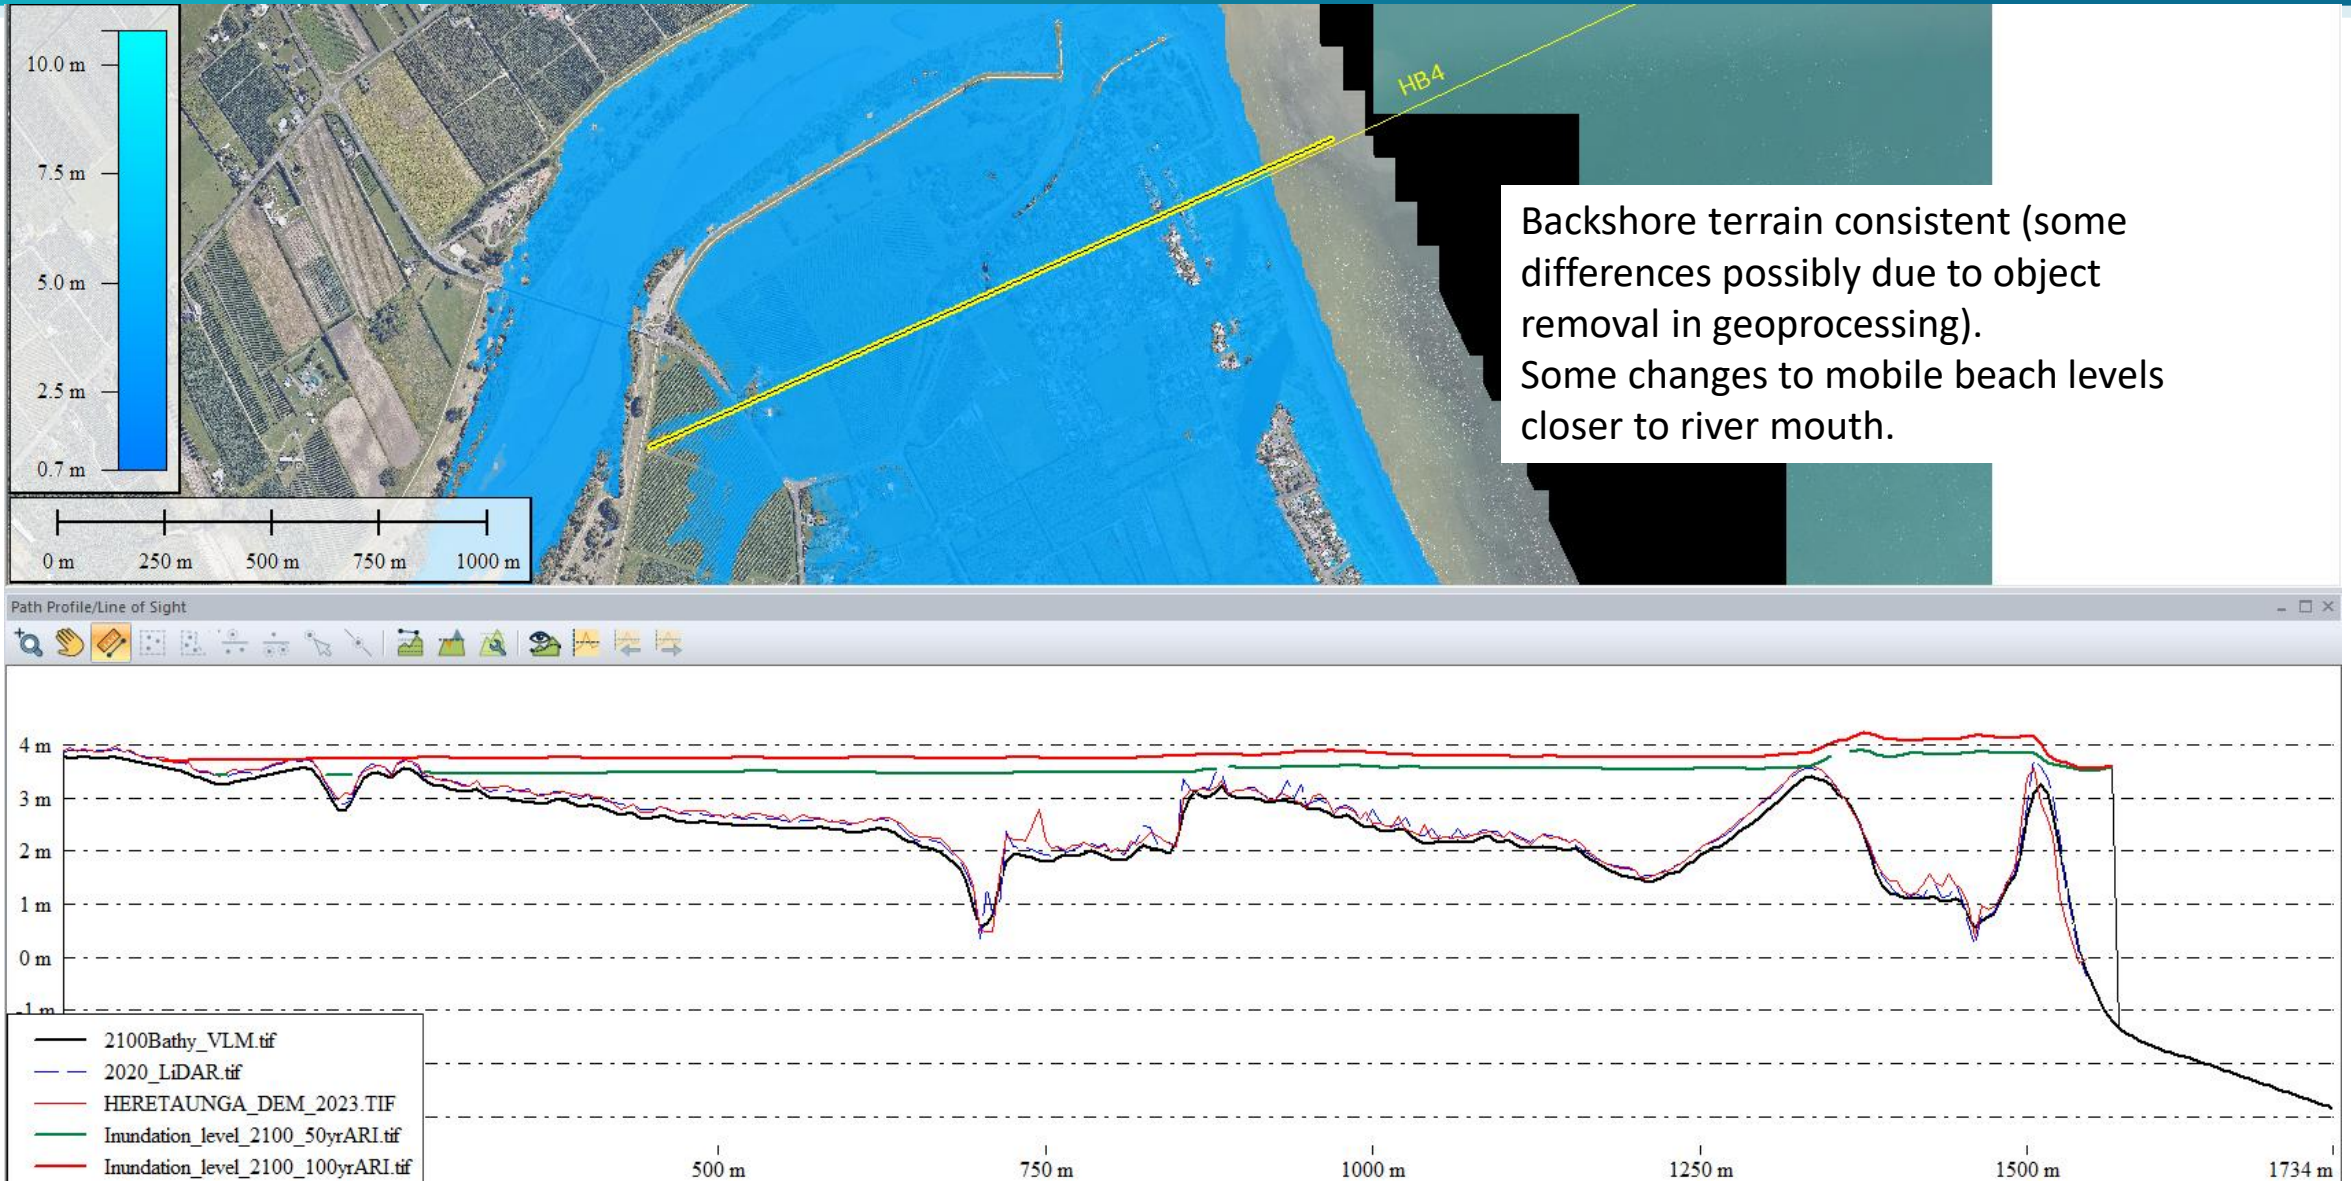 10.0 m
7.5 m
5.0 m
2.5 m
0.7 m
0 m 250 m 500 m 750 m 1000 m
HB4
Backshore terrain consistent (some
differences possibly due to object
removal in geoprocessing).
Some changes to mobile beach levels
closer to river mouth.
Path Profile/Line of Sight
4 m
3 m
2 m
1 m
0 m
-1 m
2100Bathy_VLM.tif
2020_LiDAR.tif
HERETAUNGA_DEM_2023.TIF
Inundation_level_2100_50yrARI.tif
Inundation_level_2100_100yrARI.tif
500 m 750 m 1000 m 1250 m 1500 m 1734 m